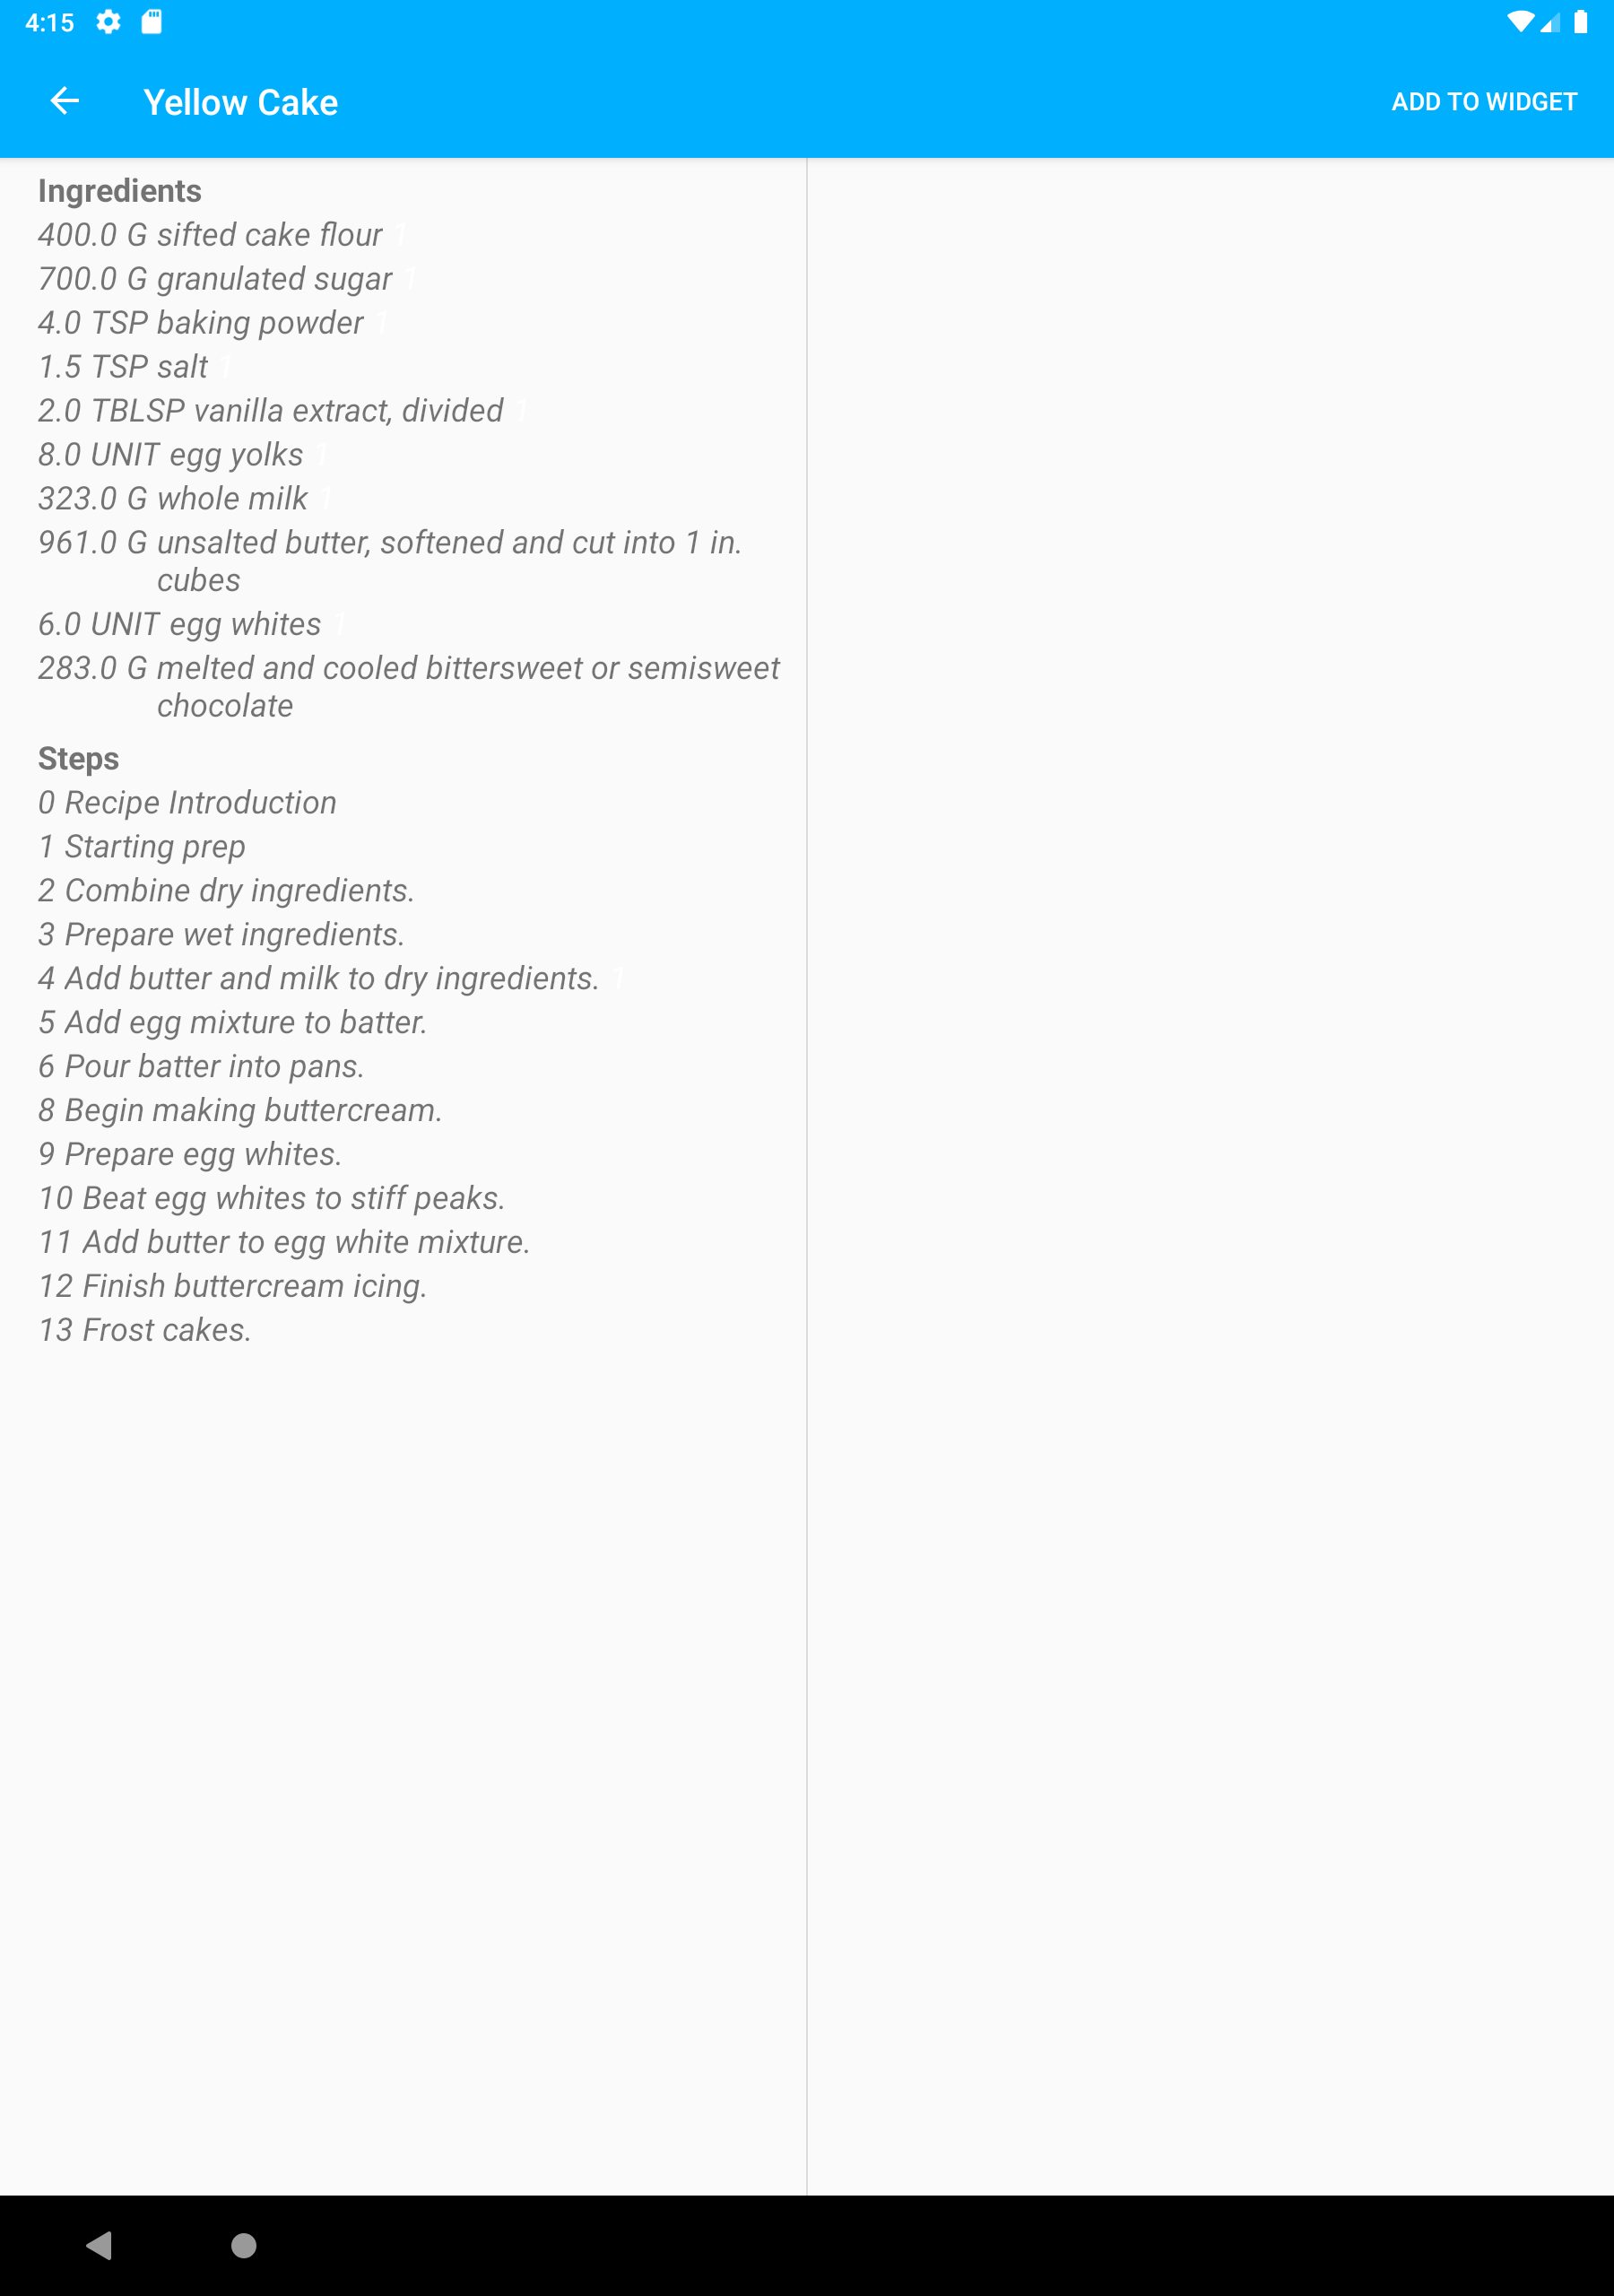 4:15
Yellow Cake
ADD TO WIDGET
Ingredients
400.0 G sifted cake flour 1
700.0 G granulated sugar 1
4.0 TSP baking powder 1
1.5 TSP salt 1
2.0 TBLSP vanilla extract, divided 1
8.0 UNIT egg yolks 1
323.0 G whole milk 1
961.0 G unsalted butter, softened and cut into 1 in.
cubes
6.0 UNIT egg whites 1
283.0 G melted and cooled bittersweet or semisweet
chocolate
Steps
0 Recipe Introduction
1 Starting prep
2 Combine dry ingredients.
3 Prepare wet ingredients.
4 Add butter and milk to dry ingredients. 1
5 Add egg mixture to batter.
6 Pour batter into pans.
8 Begin making buttercream.
9 Prepare egg whites.
10 Beat egg whites to stiff peaks.
11 Add butter to egg white mixture.
12 Finish buttercream icing.
13 Frost cakes.